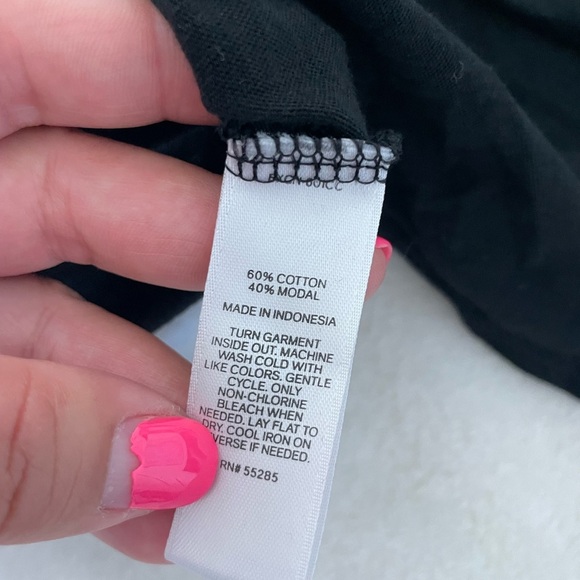 60% COTTON
40% MODAL
MADE IN INDONESIA
TURN GARMENT
INSIDE OUT. MACHINE
WASH COLD WITH
LIKE COLORS. GENTLE
CYCLE. ONLY
NON-CHLORINE
BLEACH WHEN
NEEDED. LAY FLAT TO
DRY. COOL IRON ON
VERSE IF NEEDED.
RN# 55285